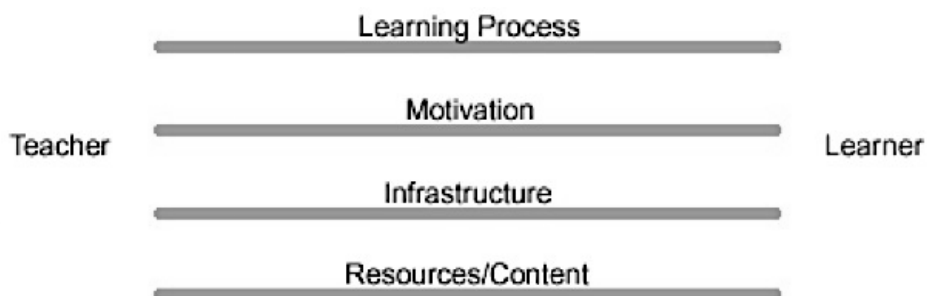 Learning Process
Motivation
Teacher
Learner
Infrastructure
Resources/Content